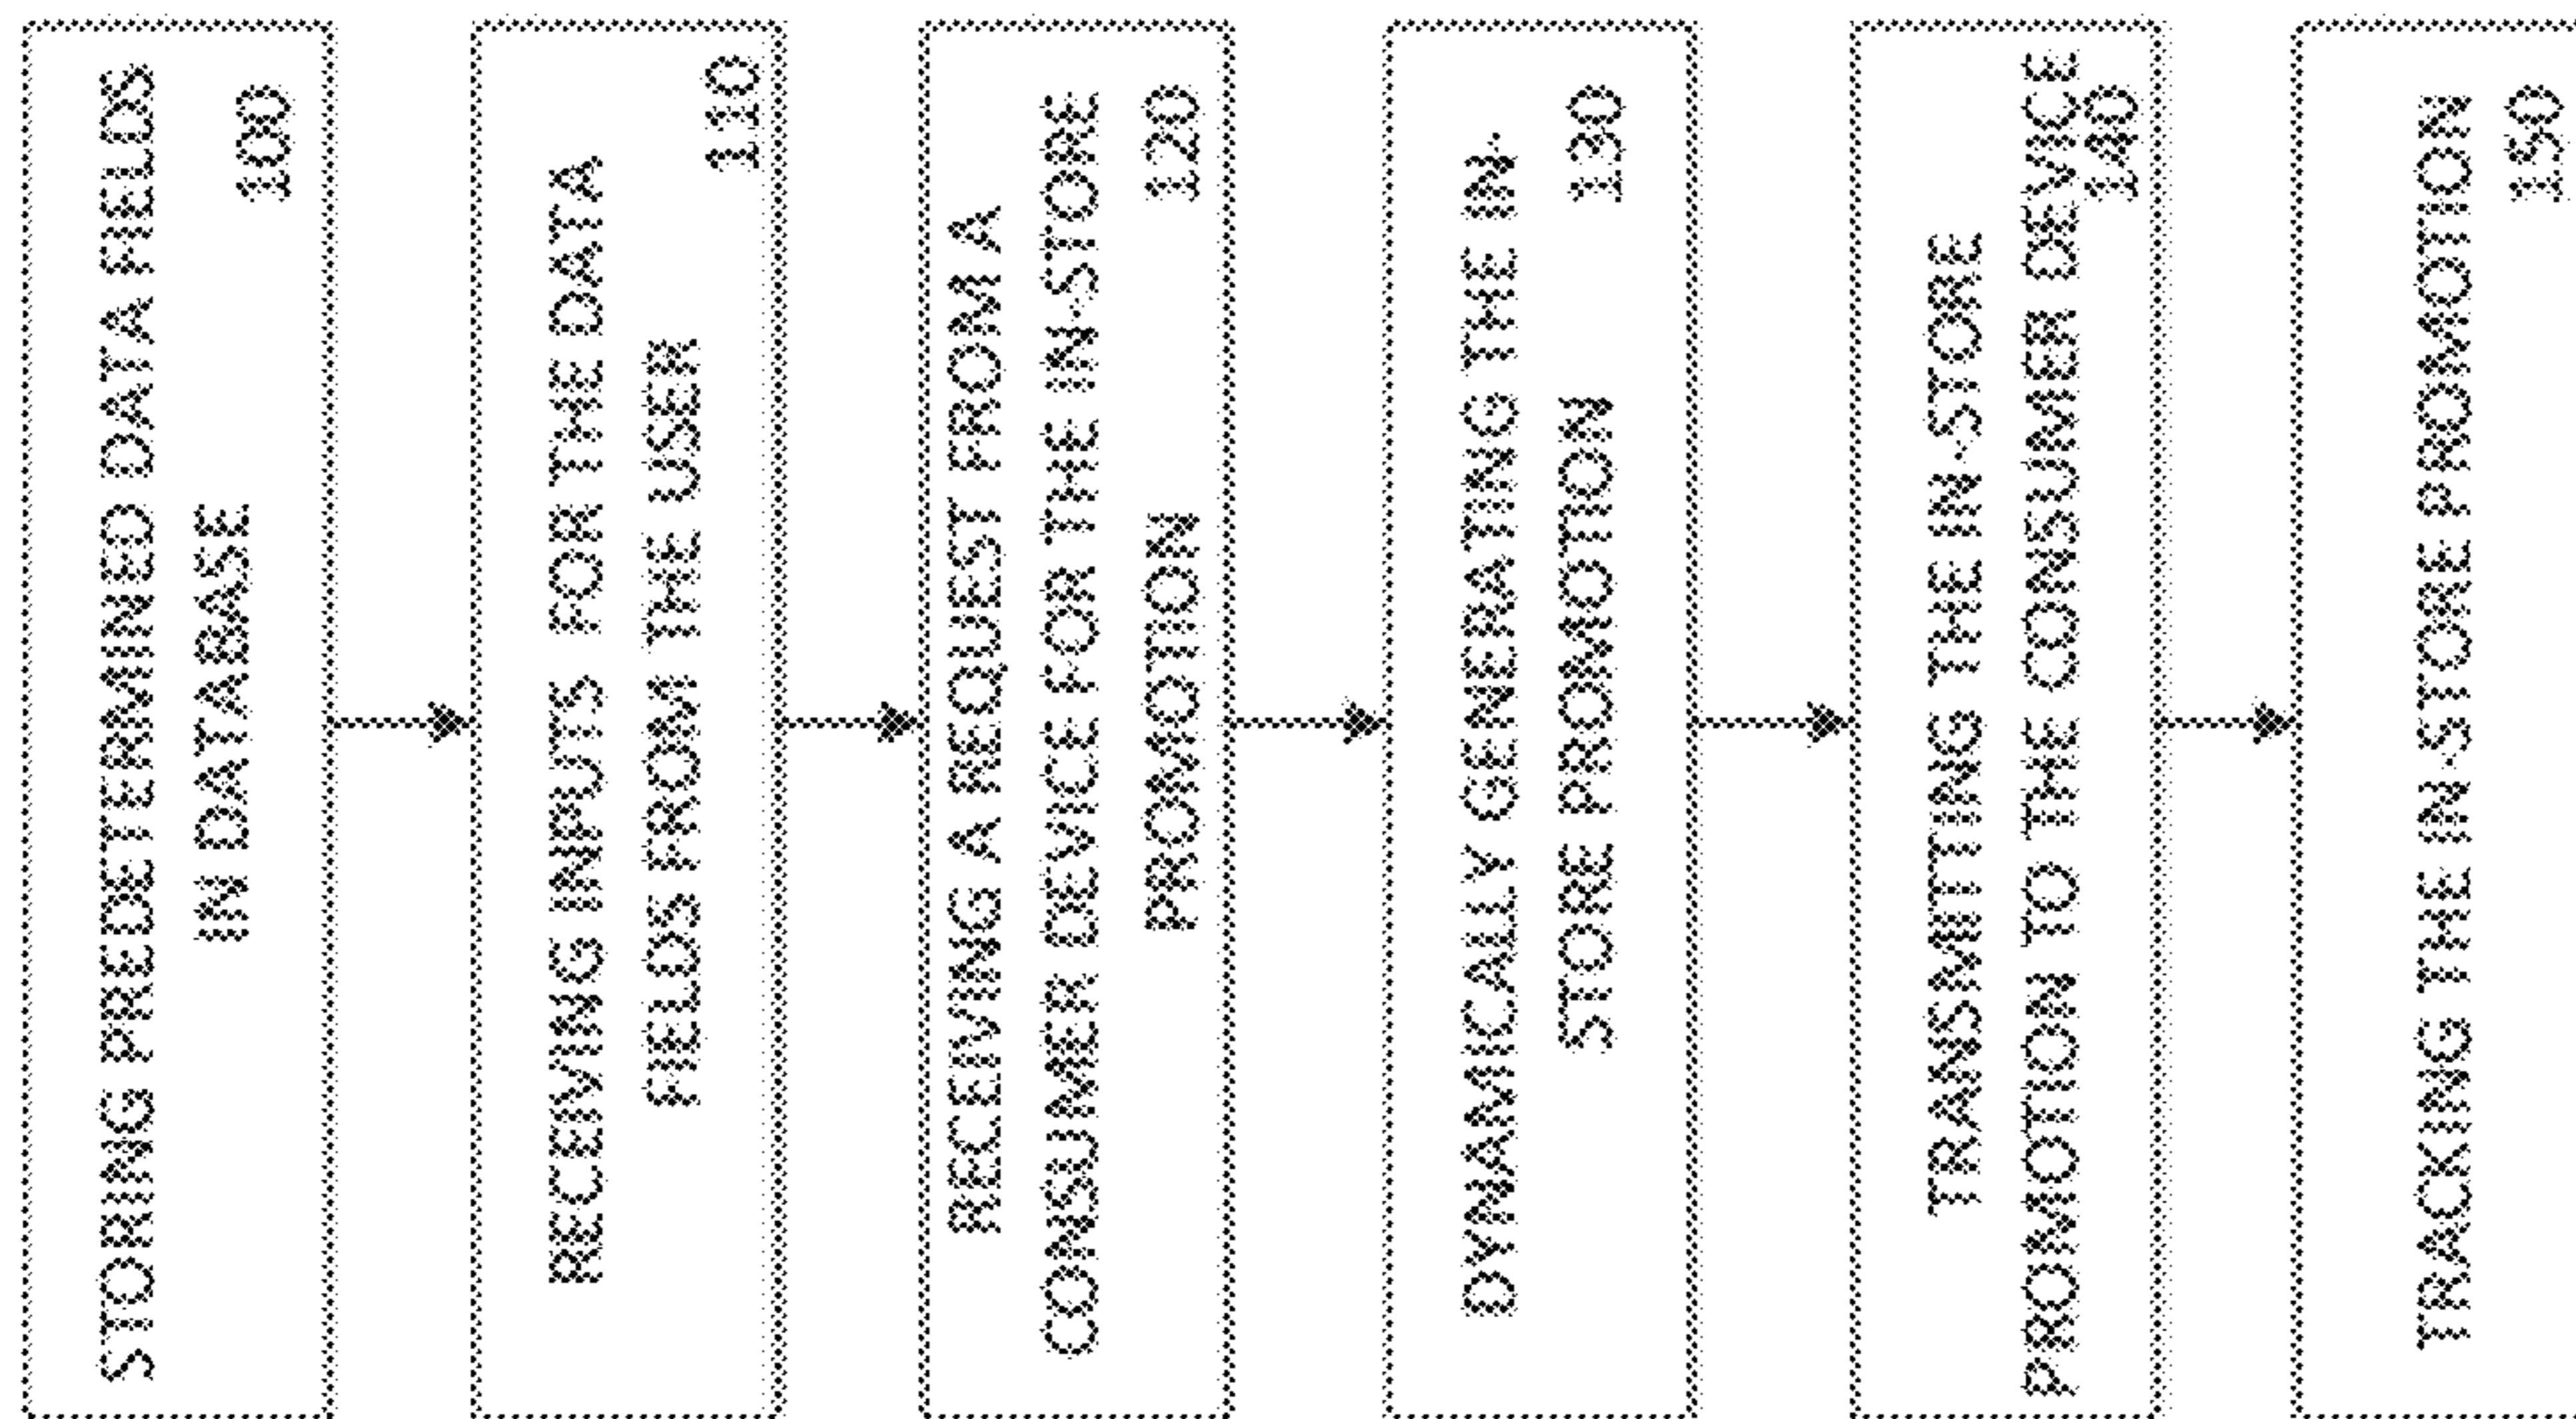 STORING PREDETERMINED DATA FIELDS
IN DATABASE
100
RECEIVING INPUTS FOR THE DATA
FIELDS FROM THE USER
110
RECEIVING A REQUEST FROM A
CONSUMER DEVICE FOR THE IN-STORE
PROMOTION
120
DYNAMICALLY GENERATING THE IN-
STORE PROMOTION
130
TRANSMITTING THE IN-STORE
PROMOTION TO THE CONSUMER DEVICE
140
TRACKING THE IN-STORE PROMOTION
150